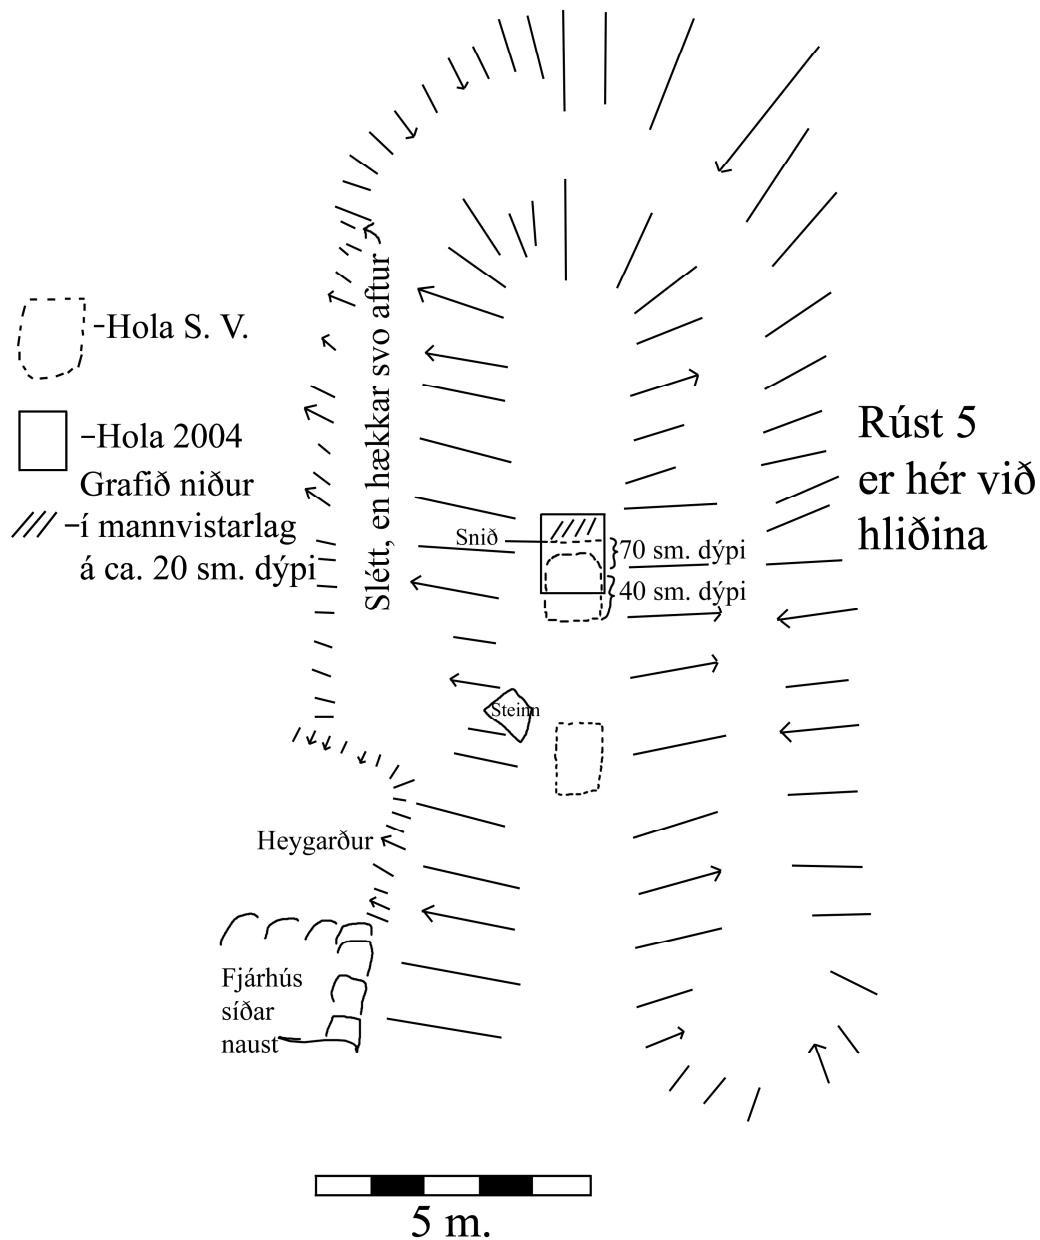 Slétt, en hækkar svo aftur
-Hola S. V.
-Hola 2004
Grafið niður
-í mannvistarlag
á ca. 20 sm. dýpi
Rúst 5
er hér við
hliðina
Snið
70 sm. dýpi
40 sm. dýpi
Steinn
Heygarður
Fjárhús
síðar
naust
5 m.